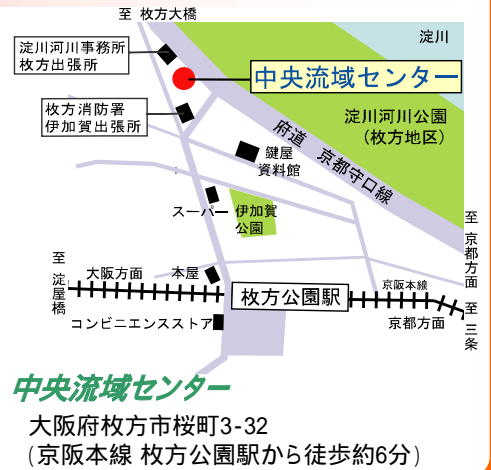 至 枚方大橋
淀川河川事務所
枚方出張所
淀川
中央流域センター
枚方消防署
伊加賀出張所
淀川河川公園
(枚方地区)
府道 京都守口線
鍵屋
資料館
スーパー
伊加賀
公園
至 京都方面
至 淀屋橋
大阪方面
本屋
枚方公園駅
京阪本線
京都方面
至 三条
コンビニエンスストア
中央流域センター
大阪府枚方市桜町3-32
(京阪本線 枚方公園駅から徒歩約6分)